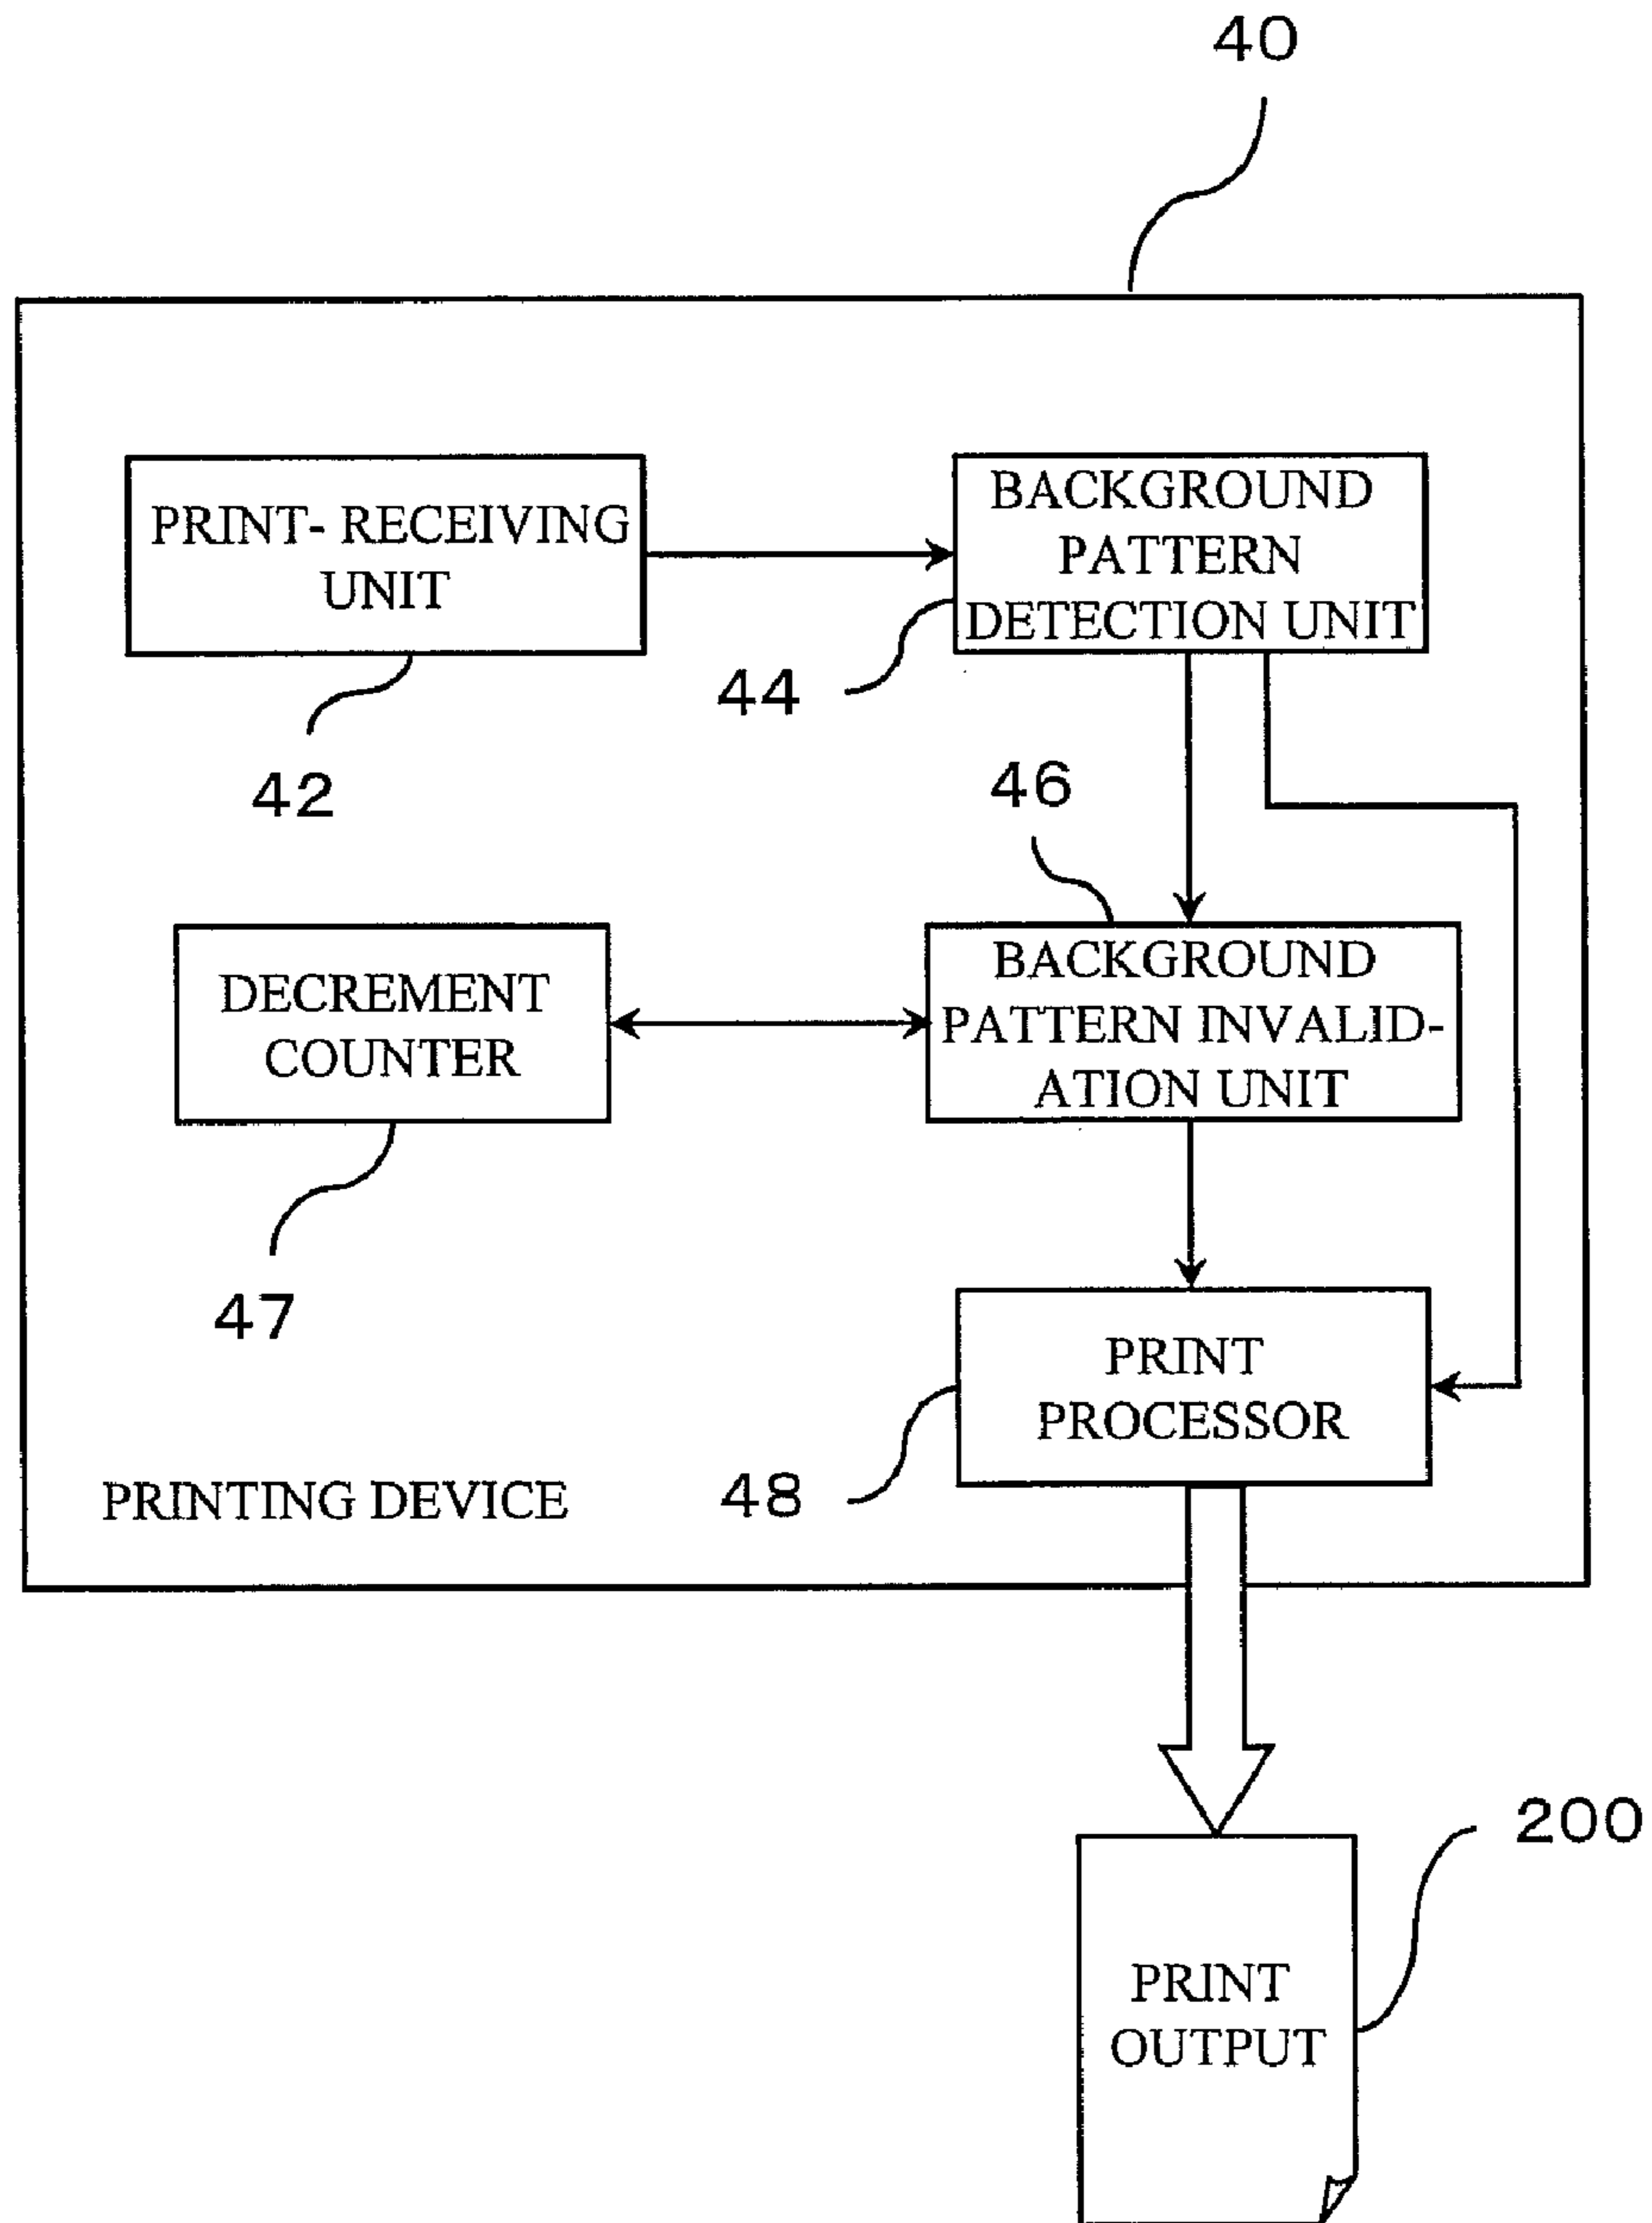 40
PRINT- RECEIVING
UNIT
42
BACKGROUND
PATTERN
DETECTION UNIT
44
46
DECREMENT
COUNTER
47
BACKGROUND
PATTERN INVALID-
ATION UNIT
PRINT
PROCESSOR
48
PRINTING DEVICE
200
PRINT
OUTPUT